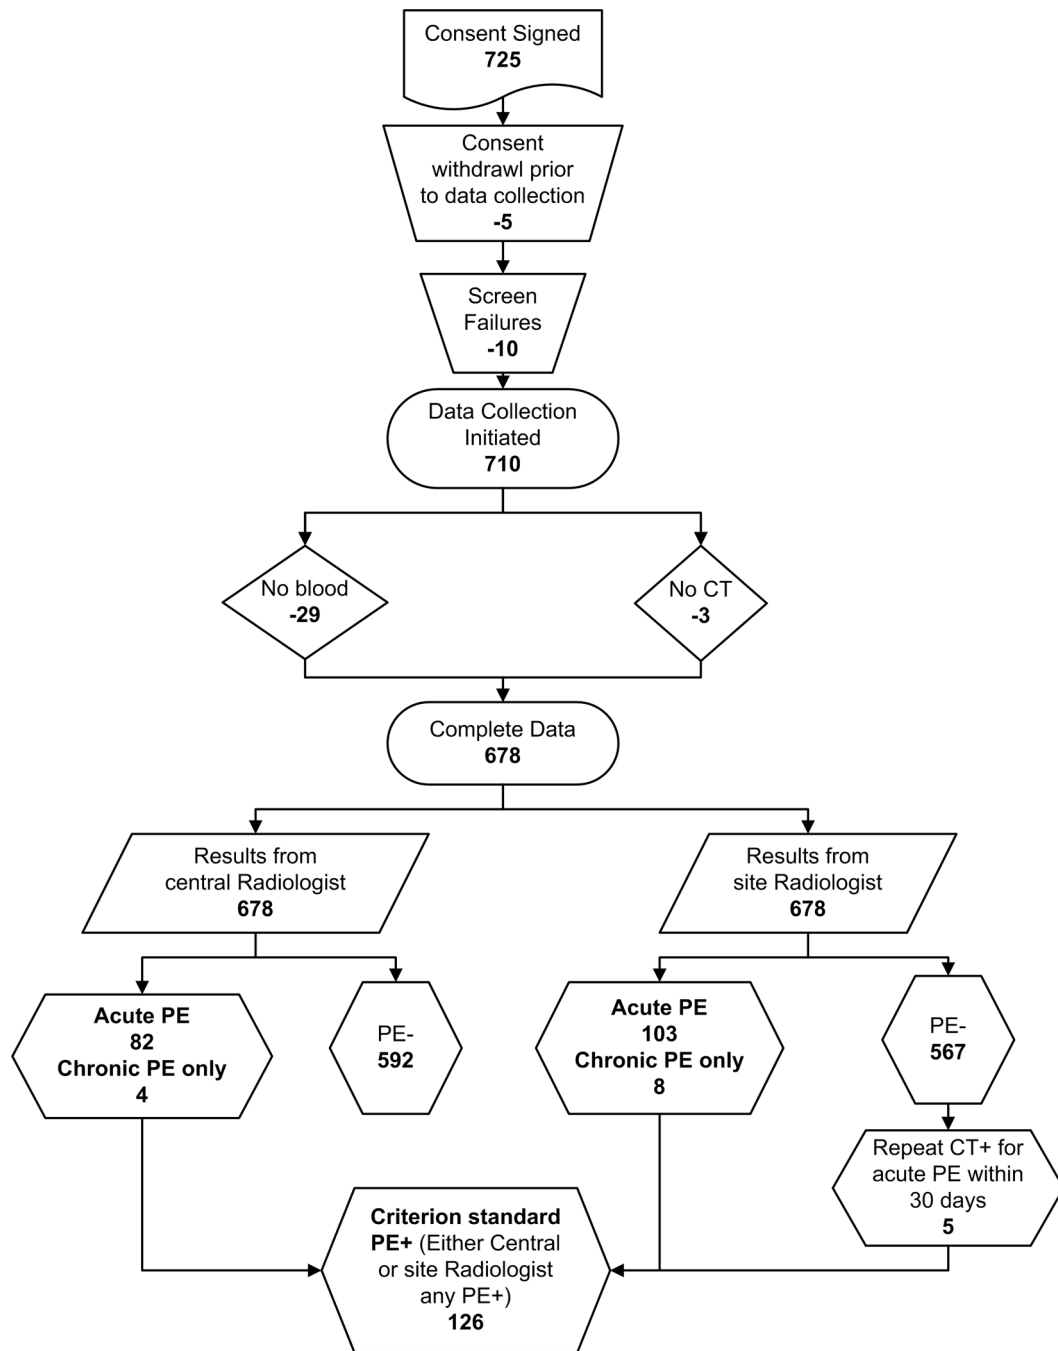 Consent Signed
725
Consent
withdrawl prior
to data collection
-5
Screen
Failures
-10
Data Collection
Initiated
710
No blood
-29
No CT
-3
Complete Data
678
Results from
central Radiologist
678
Results from
site Radiologist
678
Acute PE
82
Chronic PE only
4
PE-
592
Acute PE
103
Chronic PE only
8
PE-
567
Repeat CT+ for
acute PE within
30 days
5
Criterion standard
PE+ (Either Central
or site Radiologist
any PE+)
126